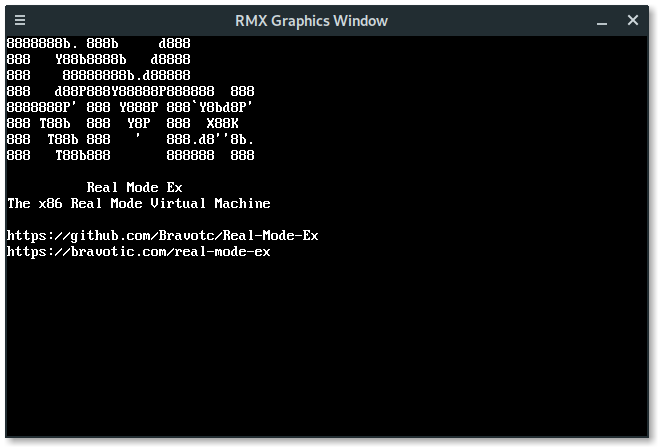 RMX Graphics Window
8888888b. 888b     d888
888   Y88b8888b   d8888
888    88888888b.d88888
888   d88P888Y88888P888888  888
8888888P' 888 Y888P 888`Y8bd8P'
888 T88b  888  Y8P  888  X88K
888  T88b 888   '   888.d8''8b.
888   T88b888       888888  888
Real Mode Ex
The x86 Real Mode Virtual Machine
https://github.com/Bravotc/Real-Mode-Ex
https://bravotic.com/real-mode-ex